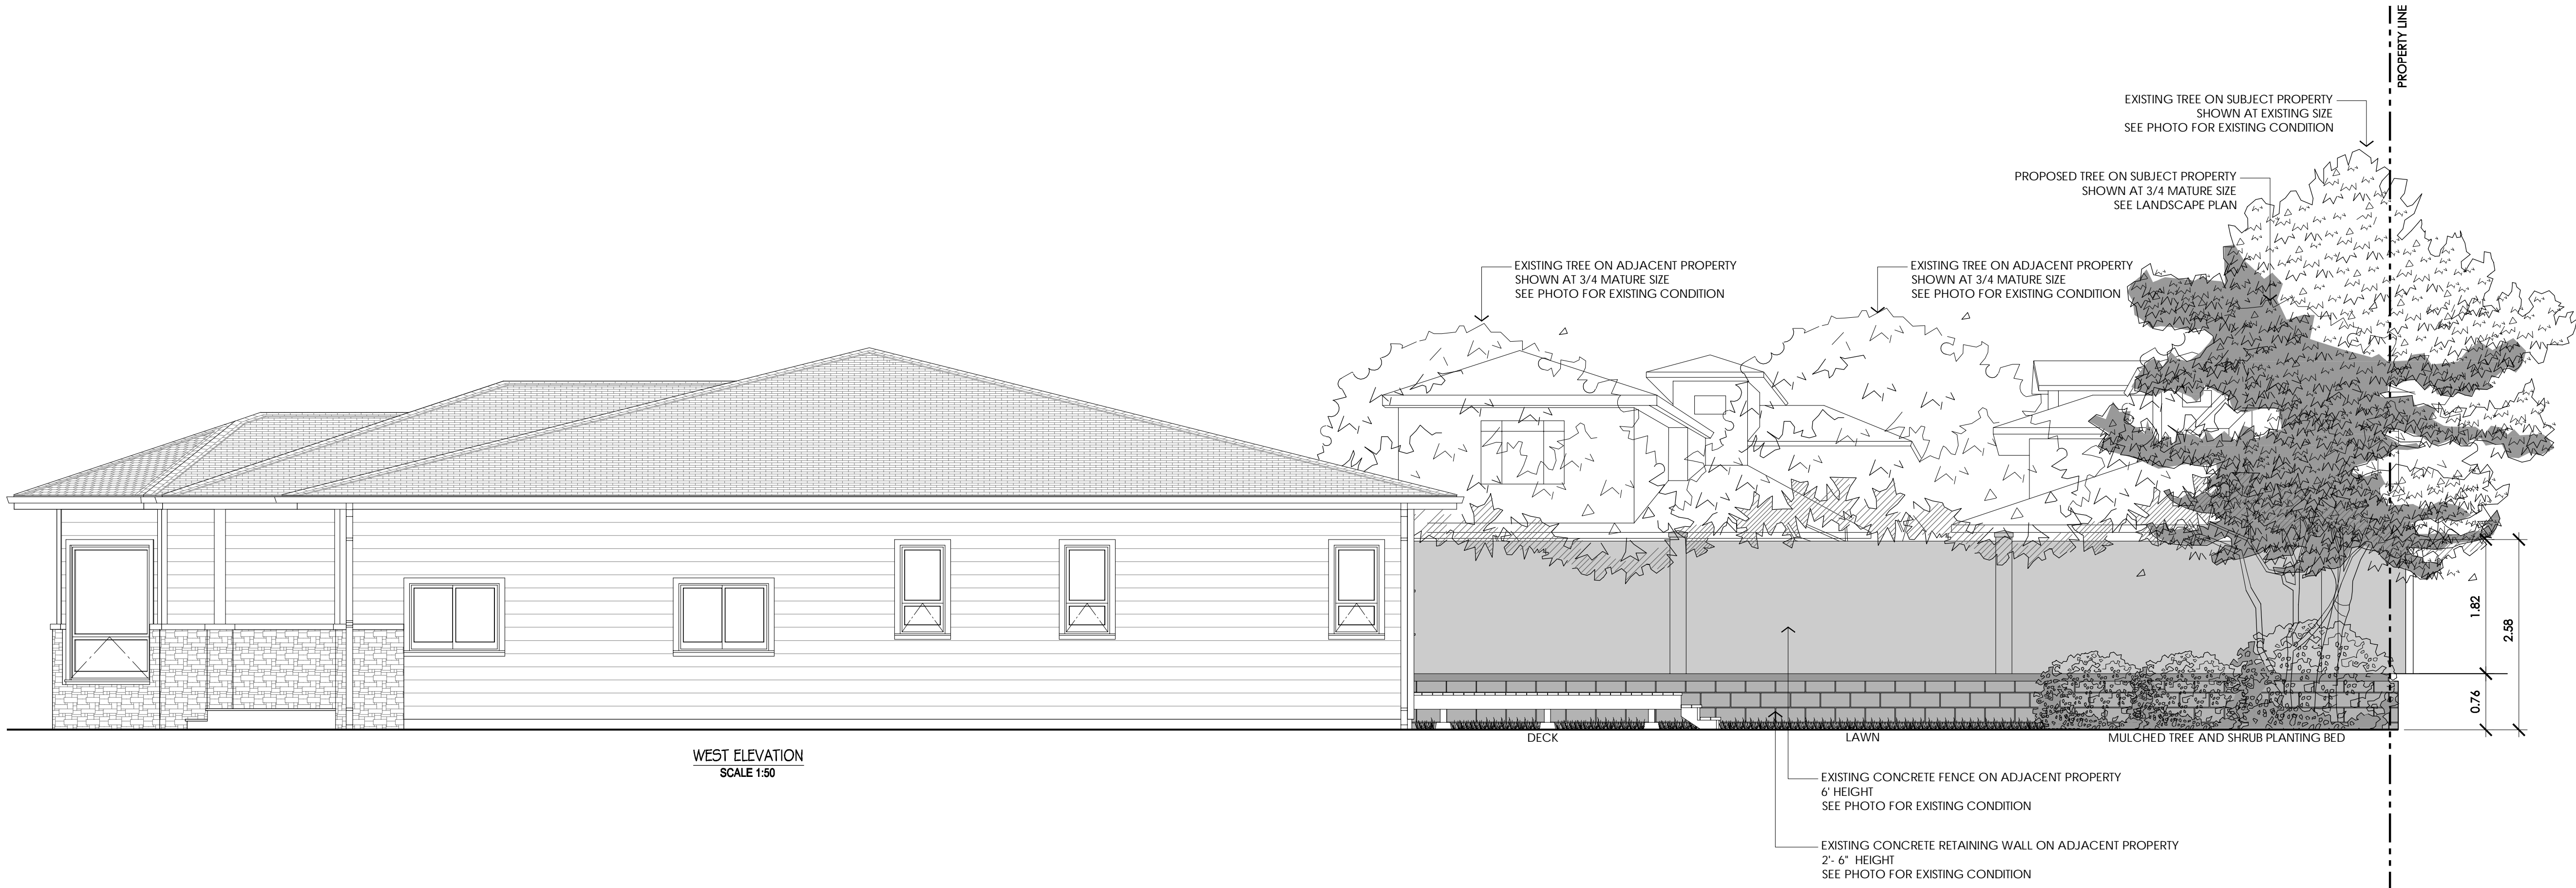 PROPERTY LINE
EXISTING TREE ON SUBJECT PROPERTY
SHOWN AT EXISTING SIZE
SEE PHOTO FOR EXISTING CONDITION
PROPOSED TREE ON SUBJECT PROPERTY
SHOWN AT 3/4 MATURE SIZE
SEE LANDSCAPE PLAN
EXISTING TREE ON ADJACENT PROPERTY
SHOWN AT 3/4 MATURE SIZE
SEE PHOTO FOR EXISTING CONDITION
EXISTING TREE ON ADJACENT PROPERTY
SHOWN AT 3/4 MATURE SIZE
SEE PHOTO FOR EXISTING CONDITION
1.82
2.58
0.76
DECK
LAWN
MULCHED TREE AND SHRUB PLANTING BED
WEST ELEVATION
SCALE 1:50
EXISTING CONCRETE FENCE ON ADJACENT PROPERTY
6' HEIGHT
SEE PHOTO FOR EXISTING CONDITION
EXISTING CONCRETE RETAINING WALL ON ADJACENT PROPERTY
2'- 6" HEIGHT
SEE PHOTO FOR EXISTING CONDITION